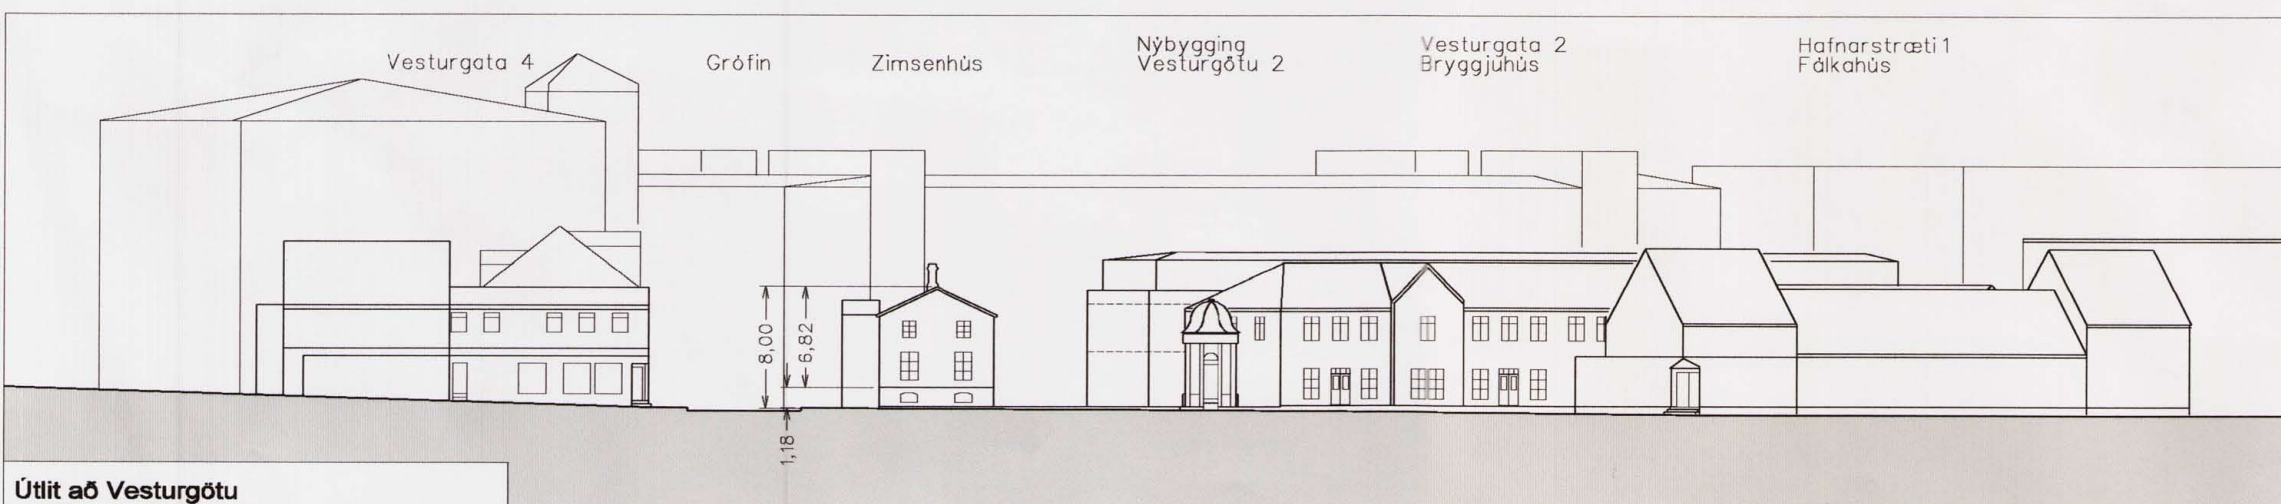 Vesturgata 4
Grófin
Zimsenhús
Nýbygging
Vesturgötu 2
Vesturgata 2
Bryggjuhús
Hafnarstræti 1
Fálkahús
8,00
6,82
1,18
Útlit að Vesturgötu